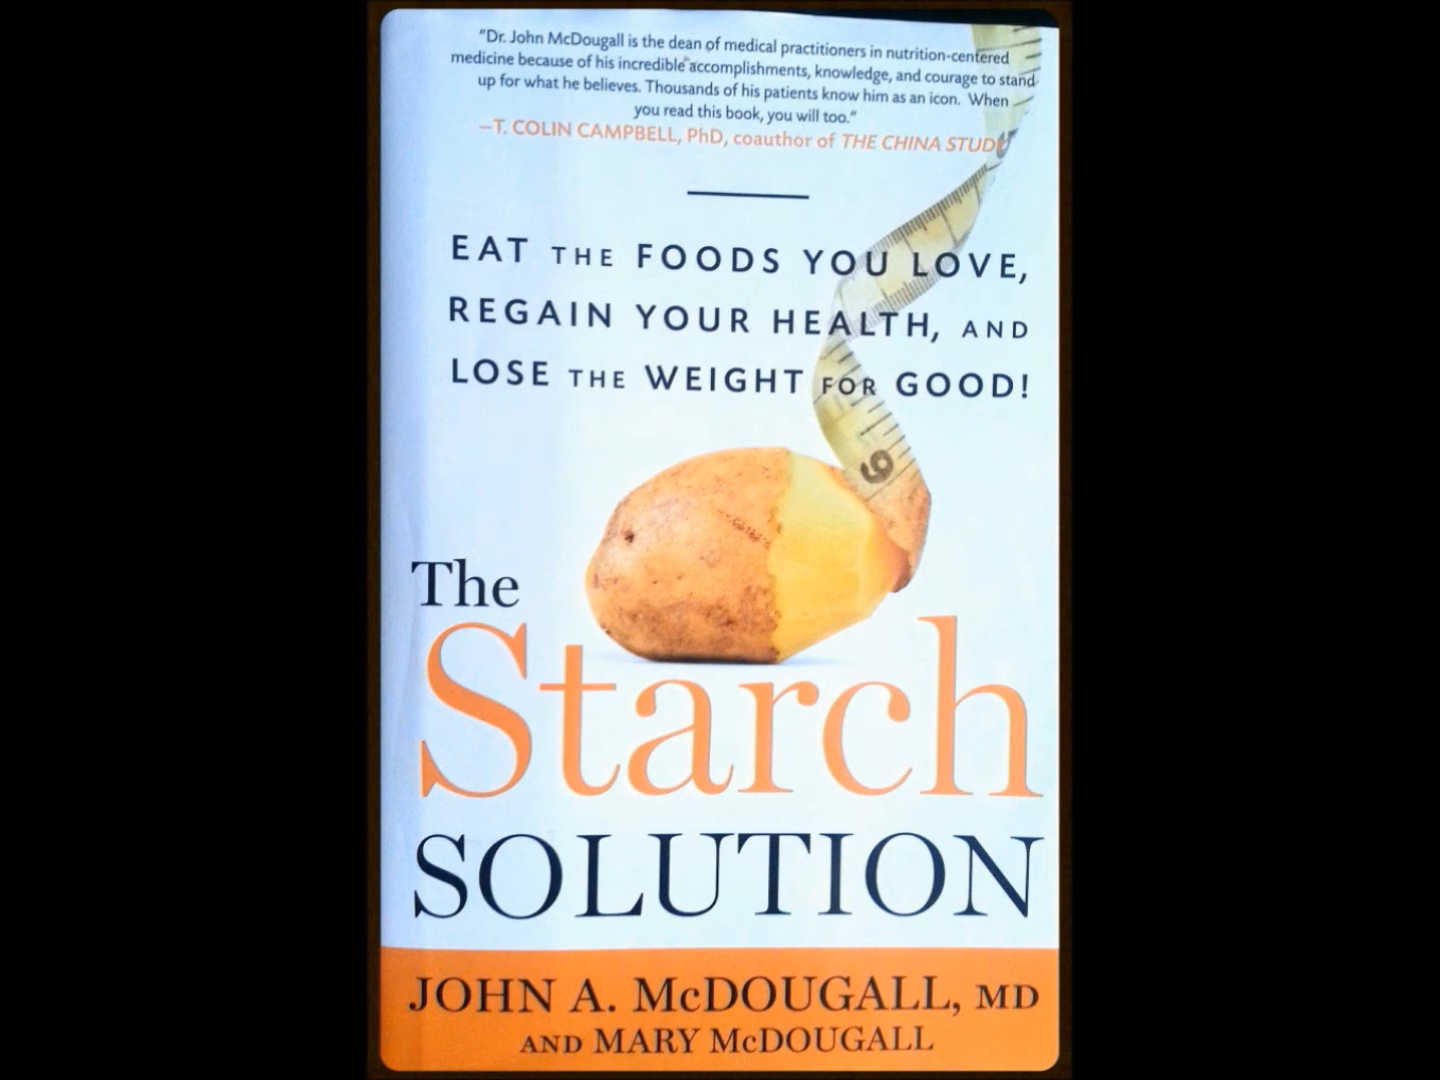 "Dr. John McDougall is the dean of medical practitioners in nutrition-centered
medicine because of his incredible accomplishments, knowledge, and courage to stand
up for what he believes. Thousands of his patients know him as an icon. When
you read this book, you will too."
—T. COLIN CAMPBELL, PhD, coauthor of THE CHINA STUDY
EAT THE FOODS YOU LOVE,
REGAIN YOUR HEALTH, AND
LOSE THE WEIGHT FOR GOOD!
9
The
Starch
SOLUTION
JOHN A. McDOUGALL, MD
AND MARY McDOUGALL